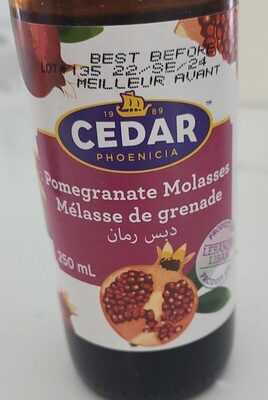 BEST BEFORE
LOT# 135 22/SE/24
MEILLEUR AVANT
1989
CEDAR™
PHOENICIA
Pomegranate Molasses
Mélasse de grenade
دبس رمان
250 mL